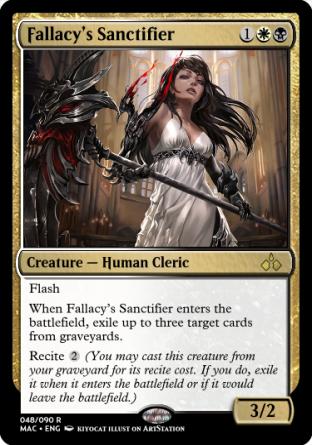 Fallacy's Sanctifier 1
Creature — Human Cleric
Flash
When Fallacy's Sanctifier enters the
battlefield, exile up to three target cards
from graveyards.
Recite 2 (You may cast this creature from
your graveyard for its recite cost. If you do, exile
it when it enters the battlefield or if it would
leave the battlefield.)
3/2
048/090 R
MAC • ENG KIYOCAT ILLUST ON ARTSTATION